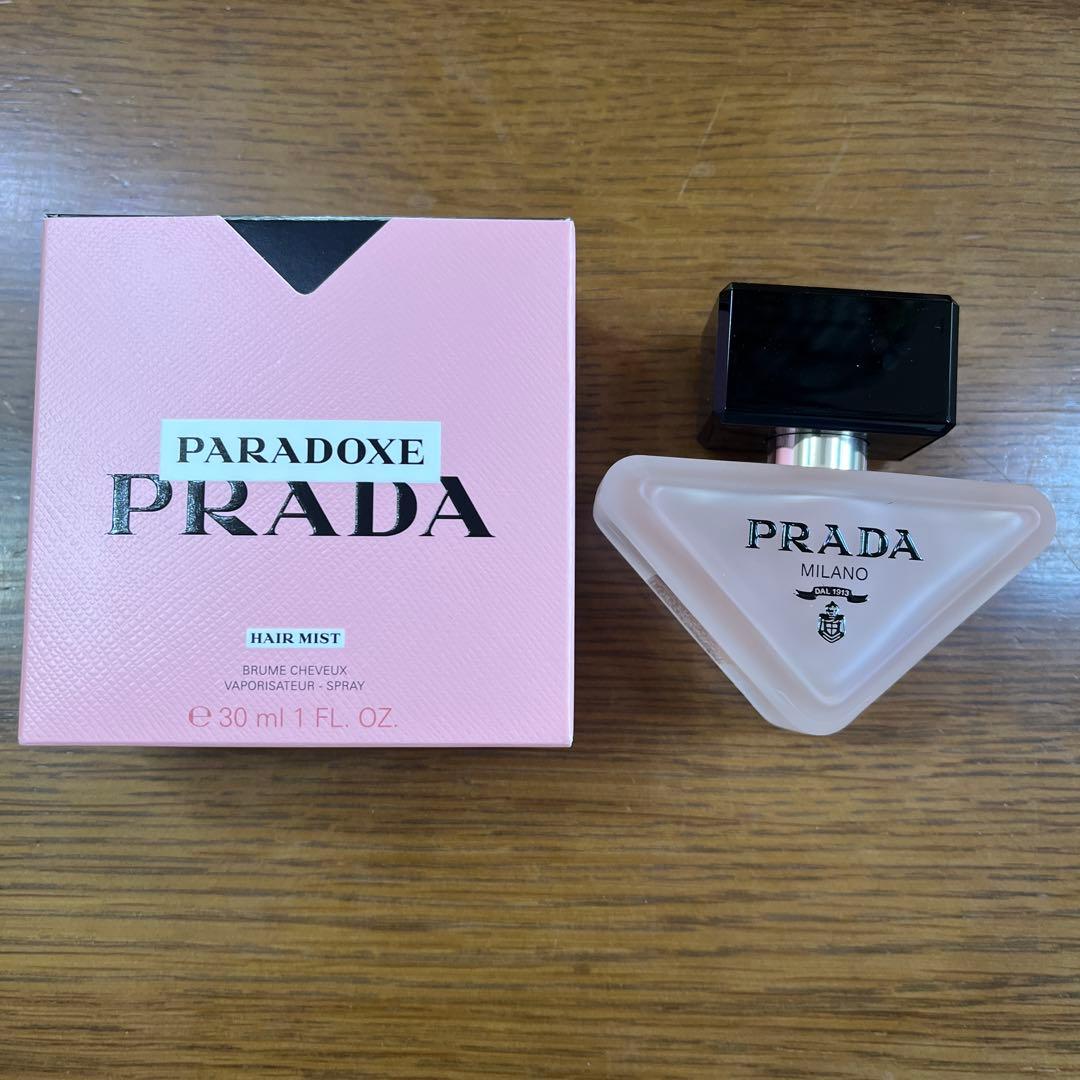 PARADOXE
PRADA
HAIR MIST
BRUME CHEVEUX
VAPORISATEUR - SPRAY
℮ 30 ml 1 FL. OZ.
PRADA
MILANO
DAL 1913